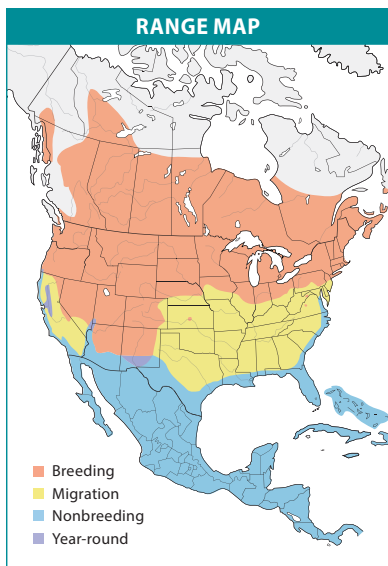 RANGE MAP
Breeding
Migration
Nonbreeding
Year-round